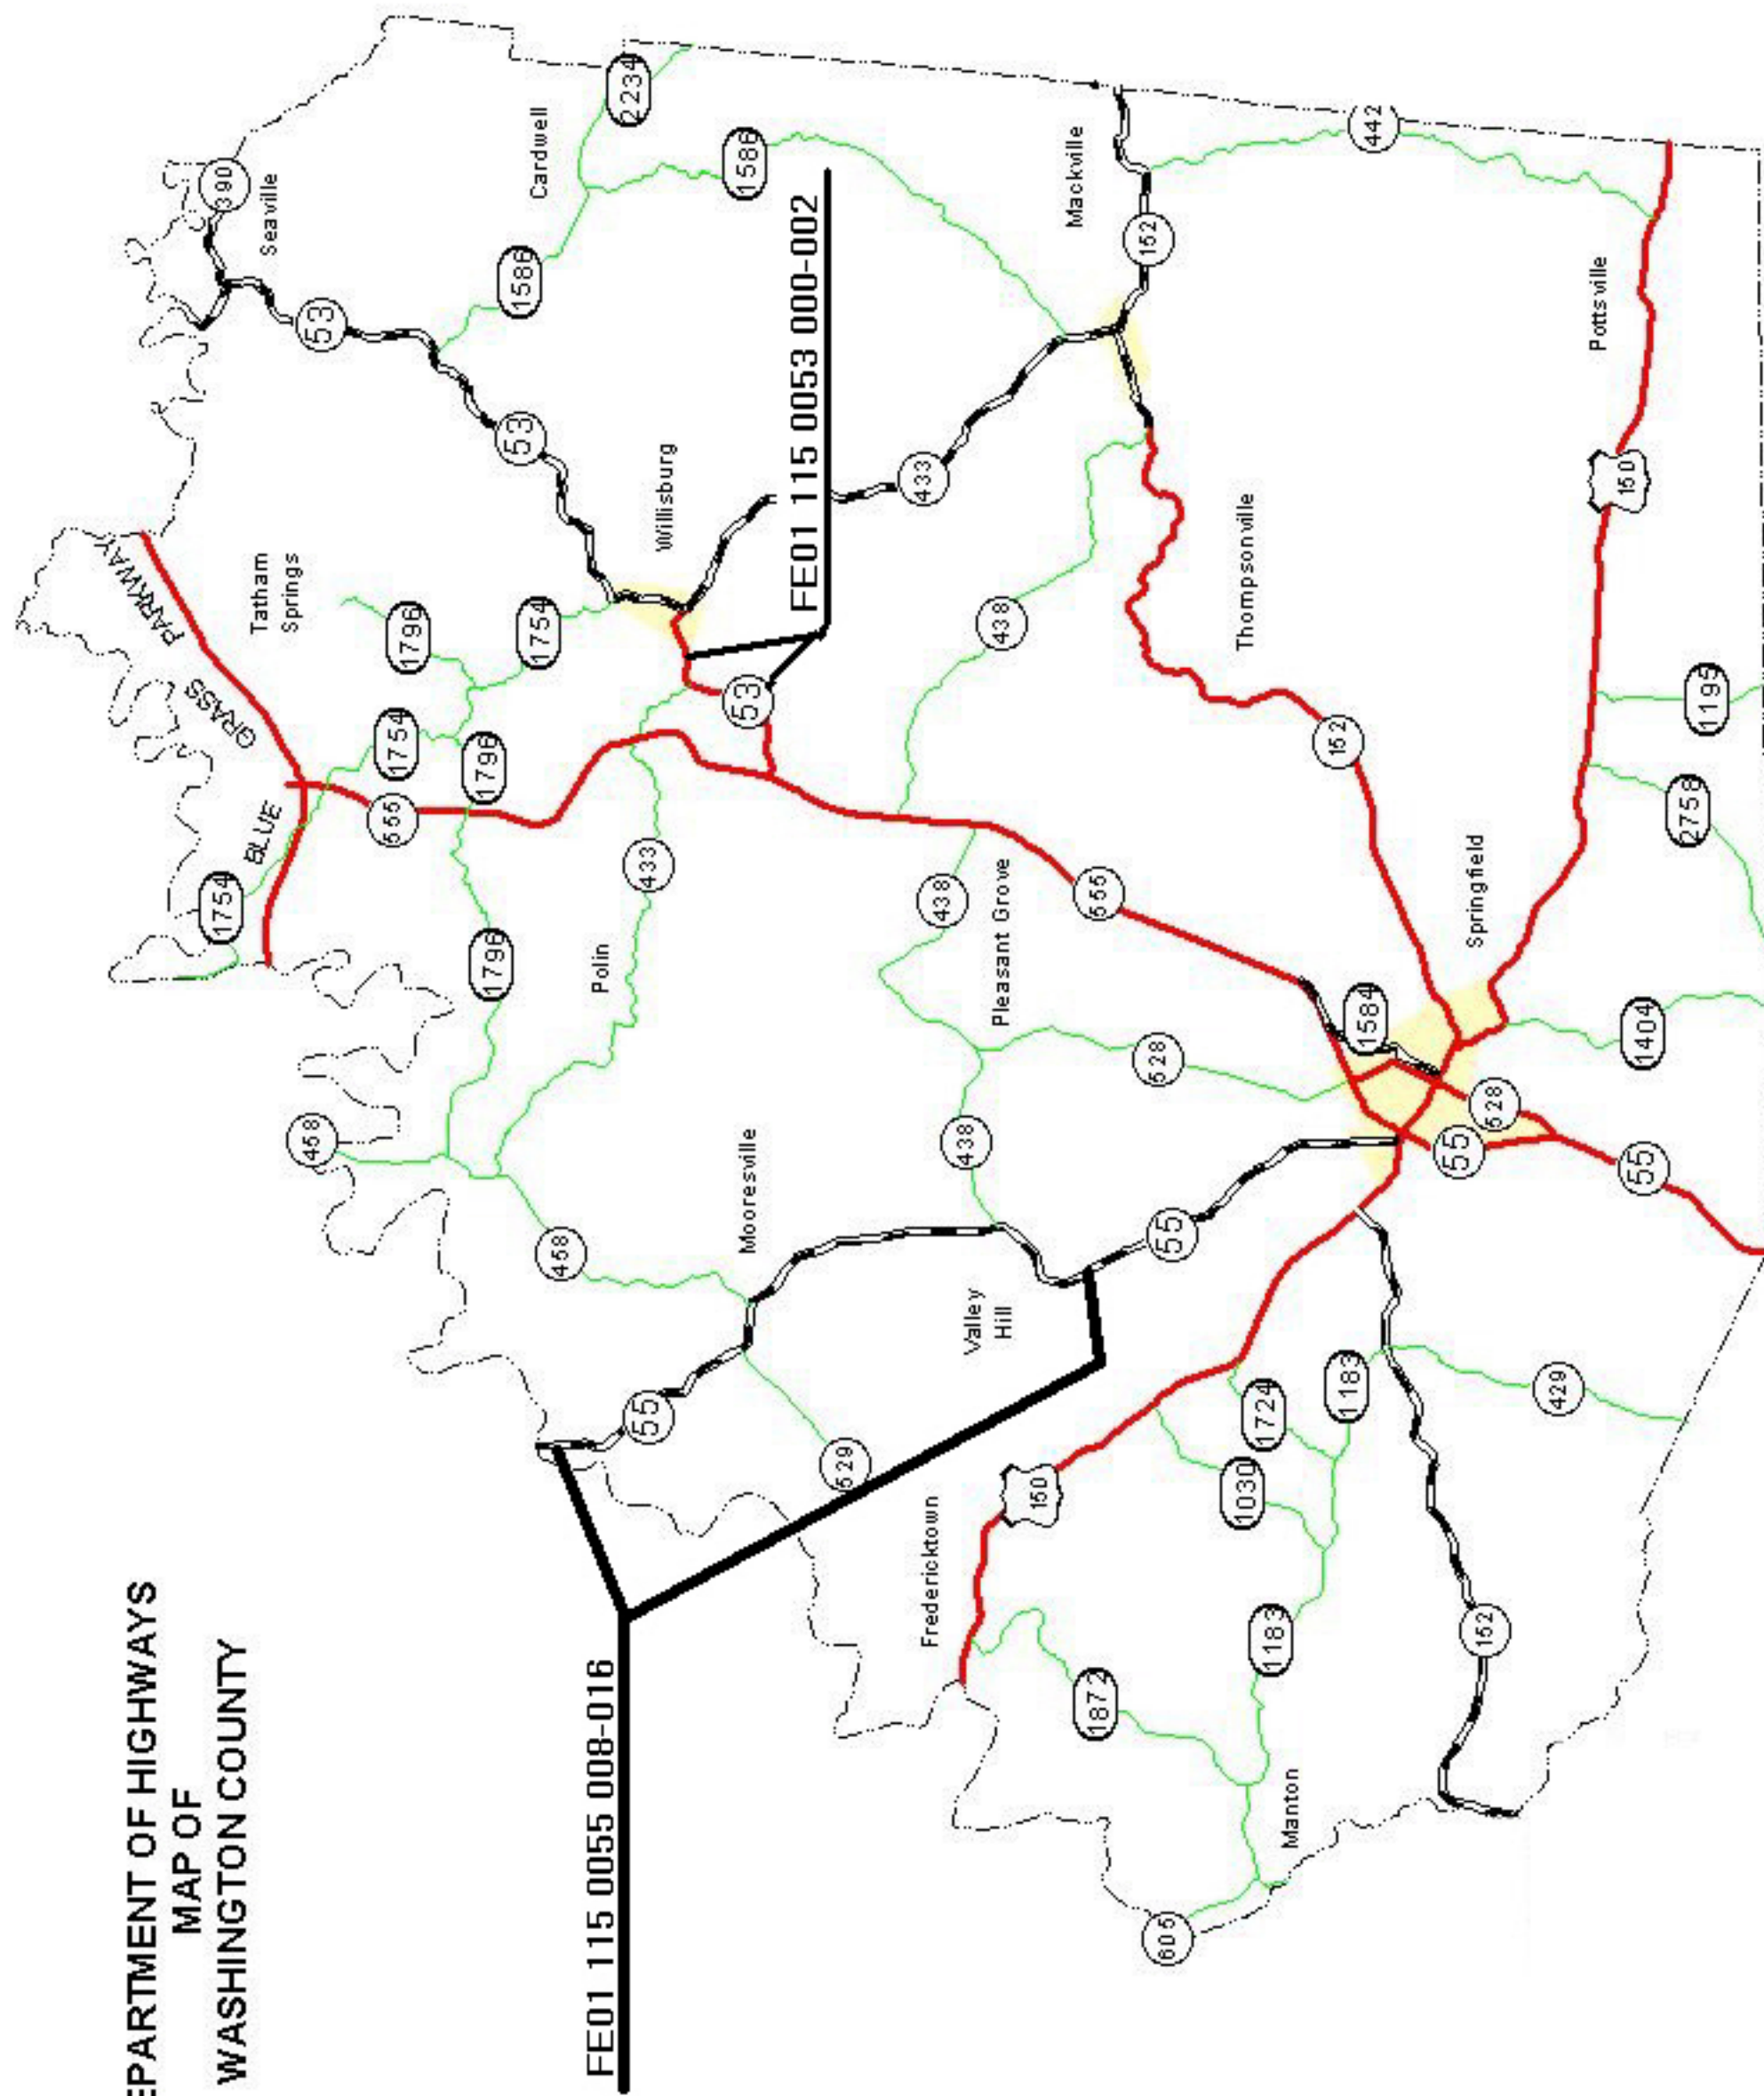 EPARTMENT OF HIGHWAYS
MAP OF
WASHINGTON COUNTY
BLUE
GRASS
PARKWAY
1754
390
Seaville
Tatham
Springs
458
53
555
1754
1796
1796
1796
53
1586
1754
Cardwell
458
Polin
FE01 115 0055 008-016
2234
55
433
Willisburg
1586
Mooresville
53
FE01 115 0053 000-002
529
433
Fredericktown
438
438
Valley
Hill
Pleasant Grove
438
150
Mackville
1872
555
152
528
605
55
1030
Thompsonville
1724
1183
Manton
152
1183
1584
442
55
Springfield
152
528
429
Pottsville
150
1404
55
2758
1195